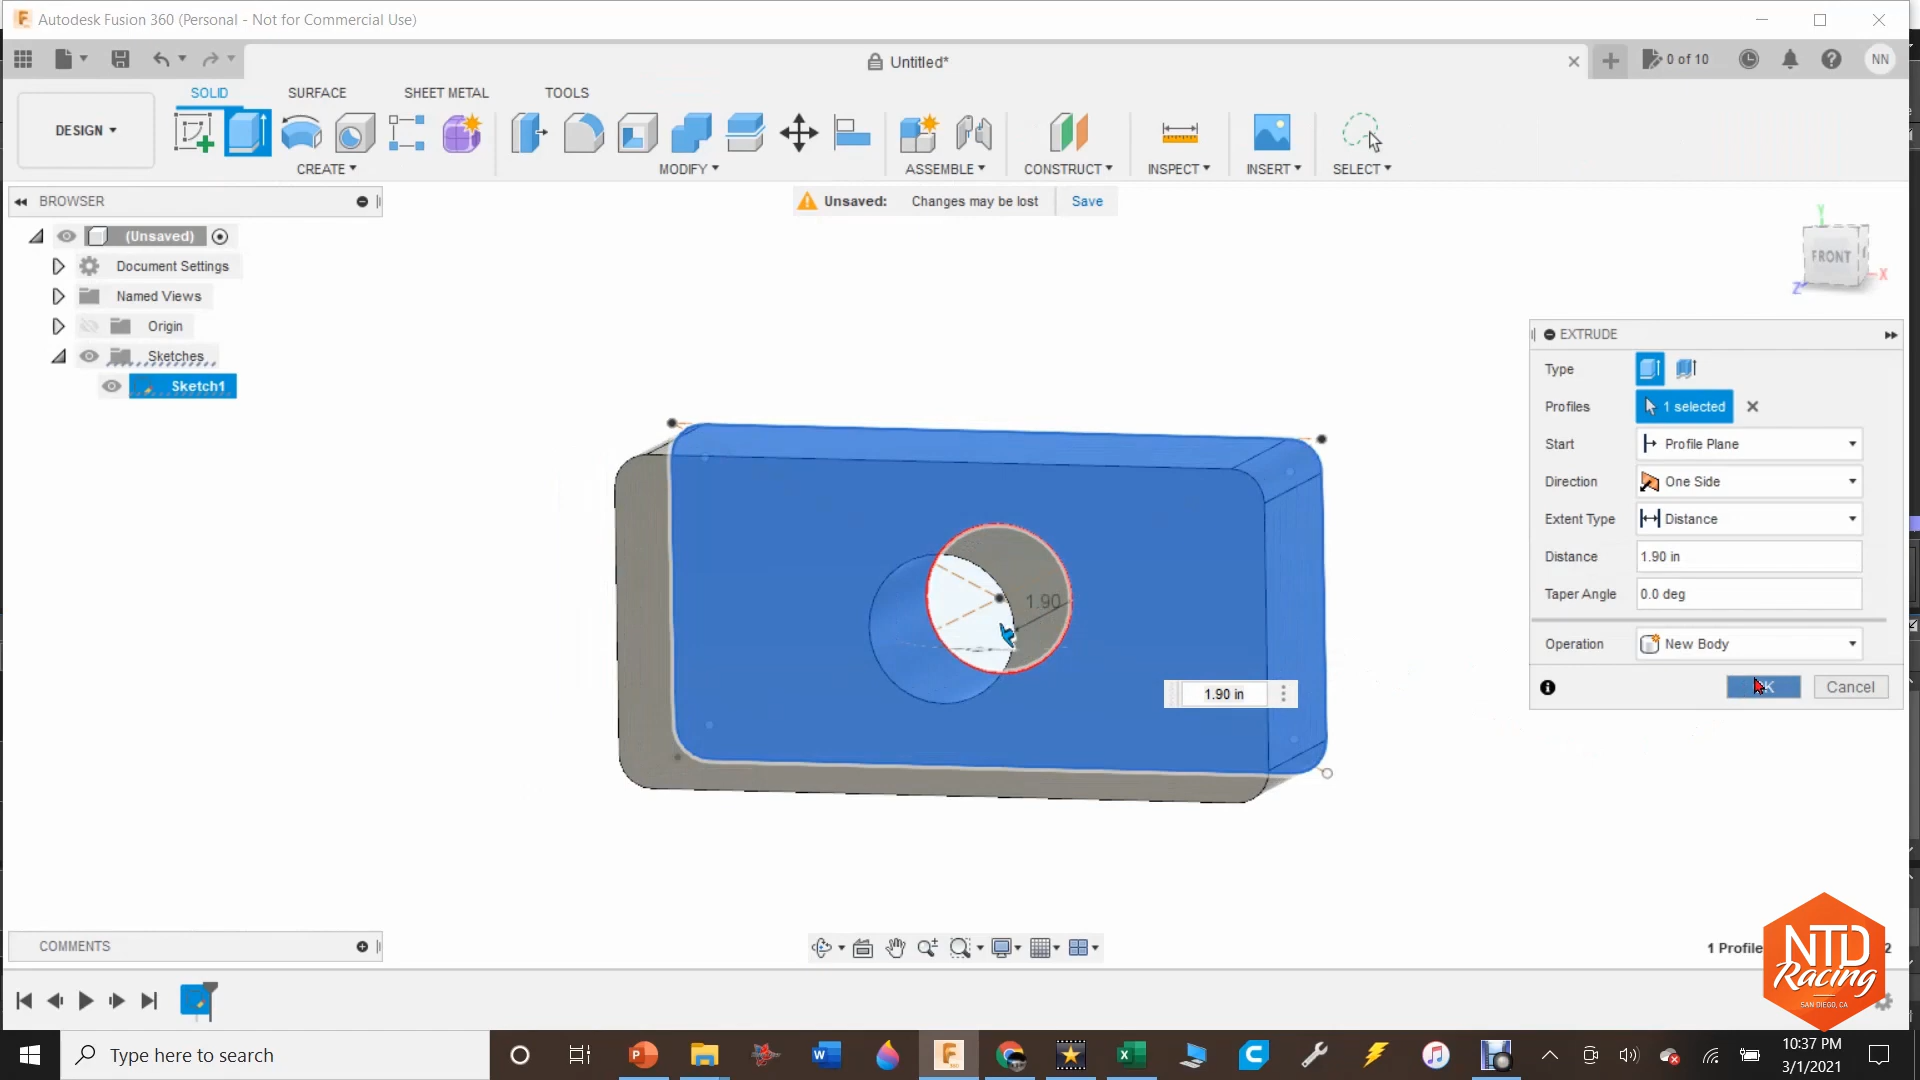 Autodesk Fusion 360 (Personal - Not for Commercial Use)
Untitled*
0 of 10
NN
DESIGN
SOLID
SURFACE
SHEET METAL
TOOLS
CREATE
MODIFY
ASSEMBLE
CONSTRUCT
INSPECT
INSERT
SELECT
BROWSER
Unsaved: Changes may be lost Save
(Unsaved)
Document Settings
Named Views
Origin
Sketches
Sketch1
Y
FRONT
X
Z
EXTRUDE
Type
Profiles 1 selected
Start Profile Plane
Direction One Side
Extent Type Distance
Distance 1.90 in
Taper Angle 0.0 deg
Operation New Body
Cancel
1.90
1.90 in
COMMENTS
1 Profile
2
NTD
Racing
SAN DIEGO, CA
Type here to search
10:37 PM
3/1/2021